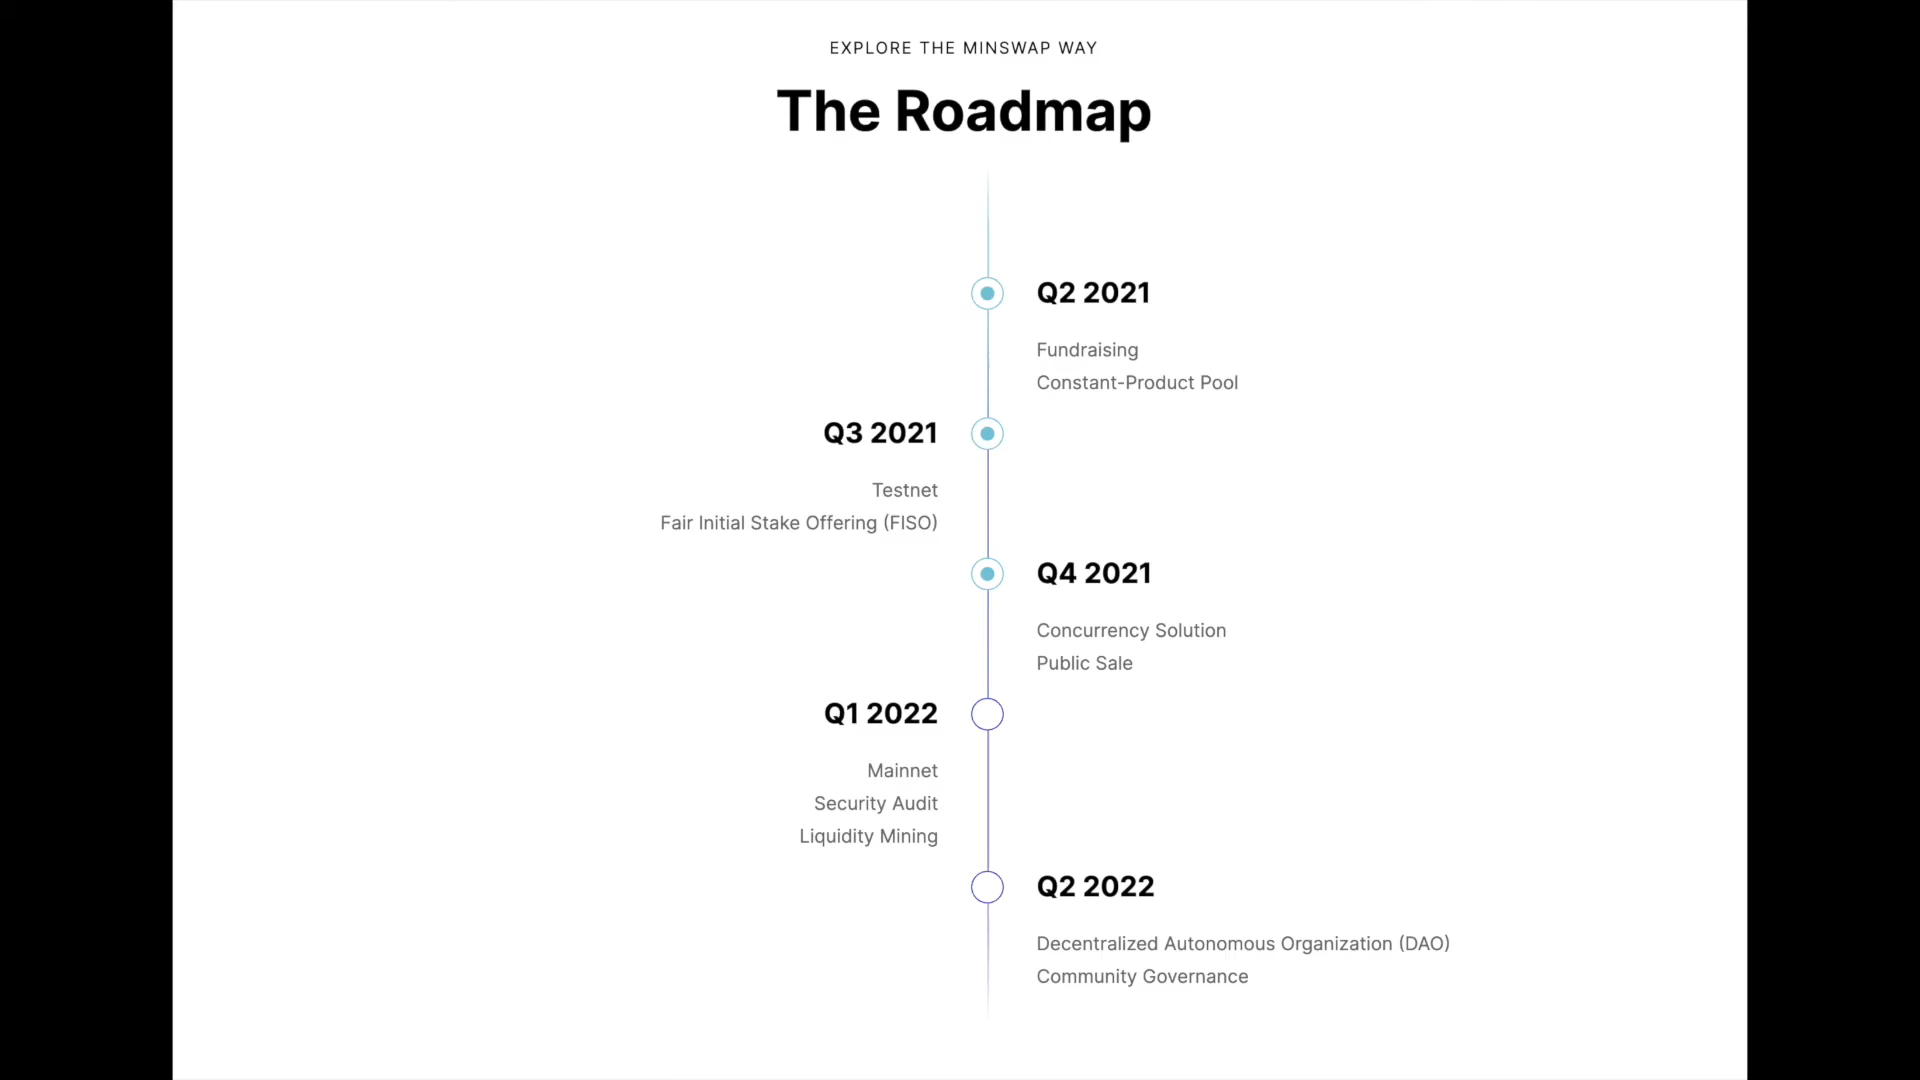 EXPLORE THE MINSWAP WAY
The Roadmap
Q2 2021
Fundraising
Constant-Product Pool
Q3 2021
Testnet
Fair Initial Stake Offering (FISO)
Q4 2021
Concurrency Solution
Public Sale
Q1 2022
Mainnet
Security Audit
Liquidity Mining
Q2 2022
Decentralized Autonomous Organization (DAO)
Community Governance